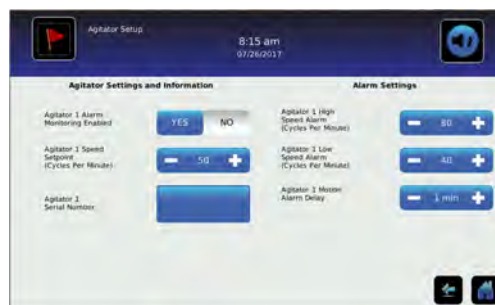 Agitator Setup
8:15 am
07/26/2017
Agitator Settings and Information
Alarm Settings
Agitator 1 Alarm
Monitoring Enabled
YES
NO
Agitator 1 High
Speed Alarm
(Cycles Per Minute)
80
Agitator 1 Speed
Setpoint
(Cycles Per Minute)
50
Agitator 1 Low
Speed Alarm
(Cycles Per Minute)
40
Agitator 1
Serial Number
Agitator 1 Motion
Alarm Delay
1 min